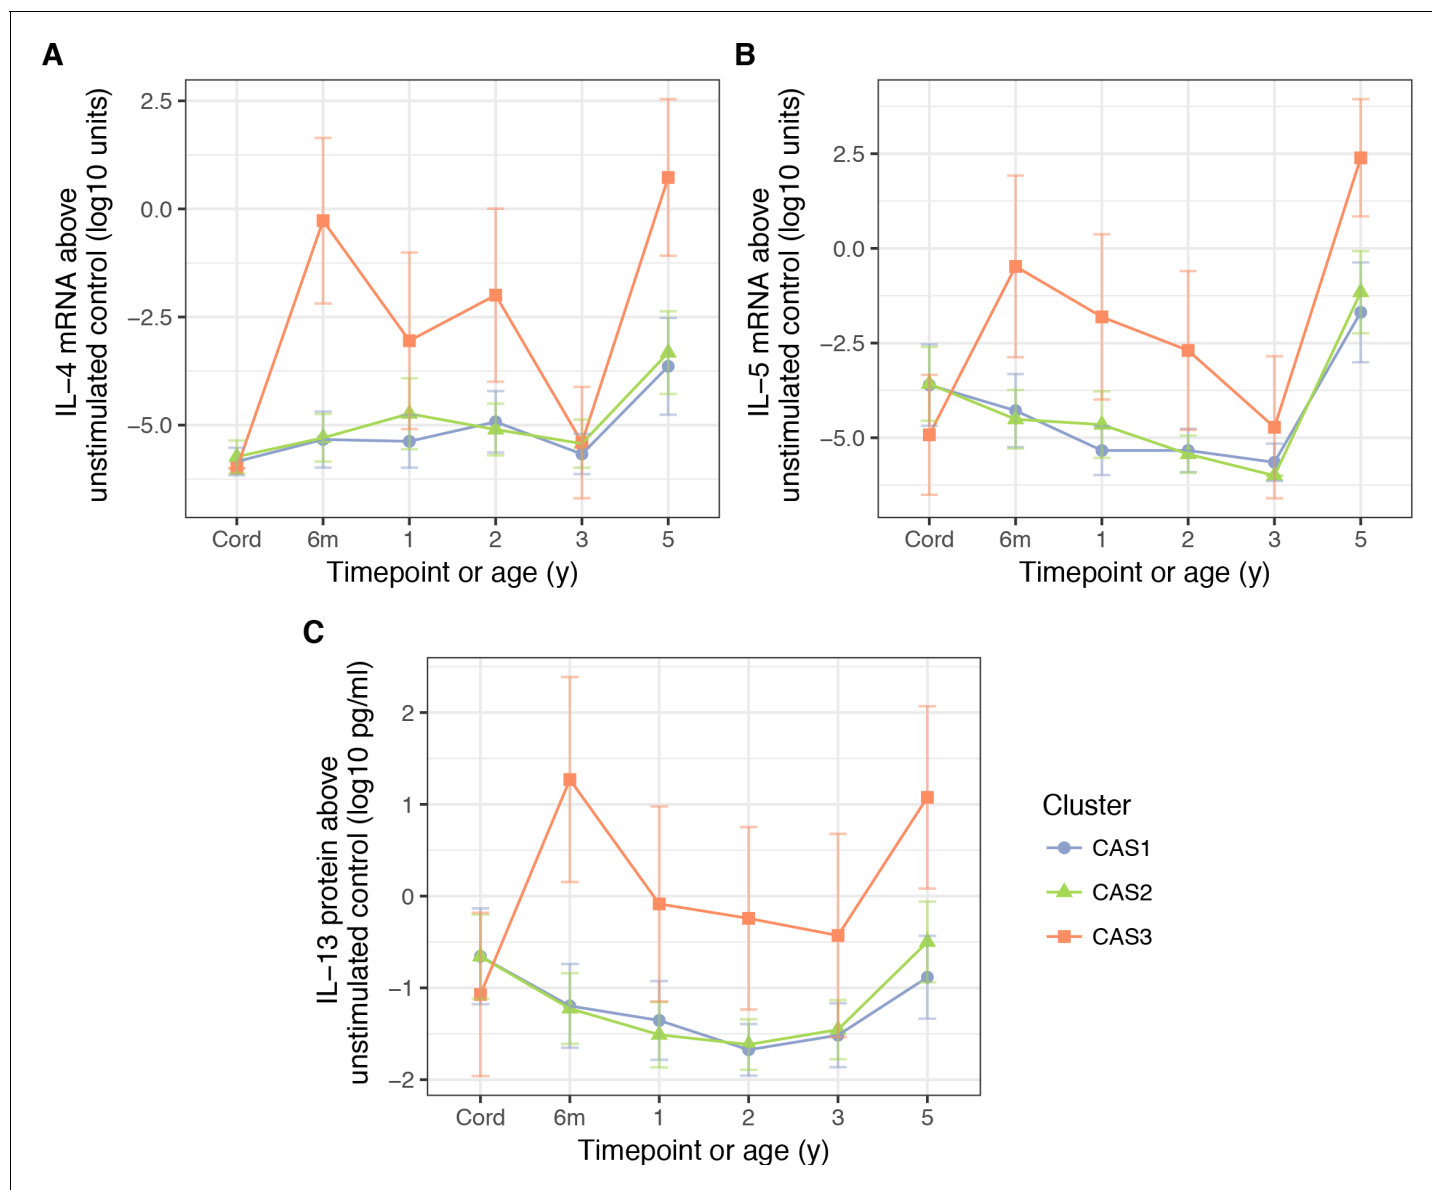 A
IL−4 mRNA above
unstimulated control (log10 units)
2.5
0.0
−2.5
−5.0
Cord 6m 1 2 3 5
Timepoint or age (y)
B
IL−5 mRNA above
unstimulated control (log10 units)
2.5
0.0
−2.5
−5.0
Cord 6m 1 2 3 5
Timepoint or age (y)
C
IL−13 protein above
unstimulated control (log10 pg/ml)
2
1
0
−1
−2
Cord 6m 1 2 3 5
Timepoint or age (y)
Cluster
CAS1
CAS2
CAS3